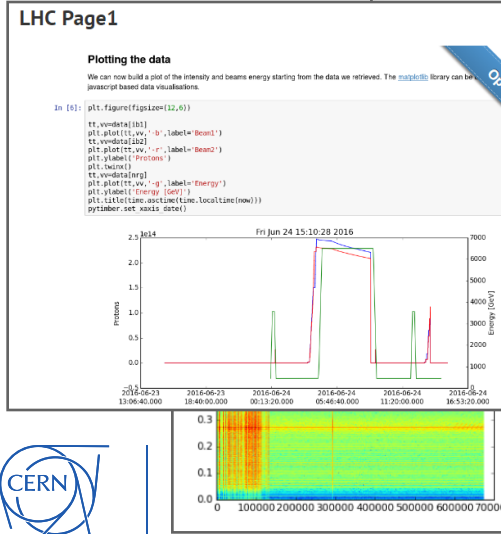 LHC Page1
Plotting the data
We can now build a plot of the intensity and beams energy starting from the data we retrieved. The matplotlib library can be
javascript based data visualisations.
Op
In [6]: plt.figure(figsize=(12,6))
tt,vv=data[ib1]
plt.plot(tt,vv,'-b',label='Beam1')
tt,vv=data[ib2]
plt.plot(tt,vv,'-r',label='Beam2')
plt.ylabel('Protons')
plt.twinx()
tt,vv=data[nrg]
plt.plot(tt,vv,'-g',label='Energy')
plt.ylabel('Energy [GeV]')
plt.title(time.asctime(time.localtime(now)))
pytimber.set_xaxis_date()
Fri Jun 24 15:10:28 2016
1e14
2.5
2.0
1.5
1.0
0.5
0.0
−0.5
Protons
7000
6000
5000
4000
3000
2000
1000
0
Energy [GeV]
2016-06-23 2016-06-23 2016-06-24 2016-06-24 2016-06-24 2016-06-24
13:06:40.000 18:40:00.000 00:13:20.000 05:46:40.000 11:20:00.000 16:53:20.000
0.3
0.2
0.1
0.0
0 100000 200000 300000 400000 500000 600000 7000
CERN